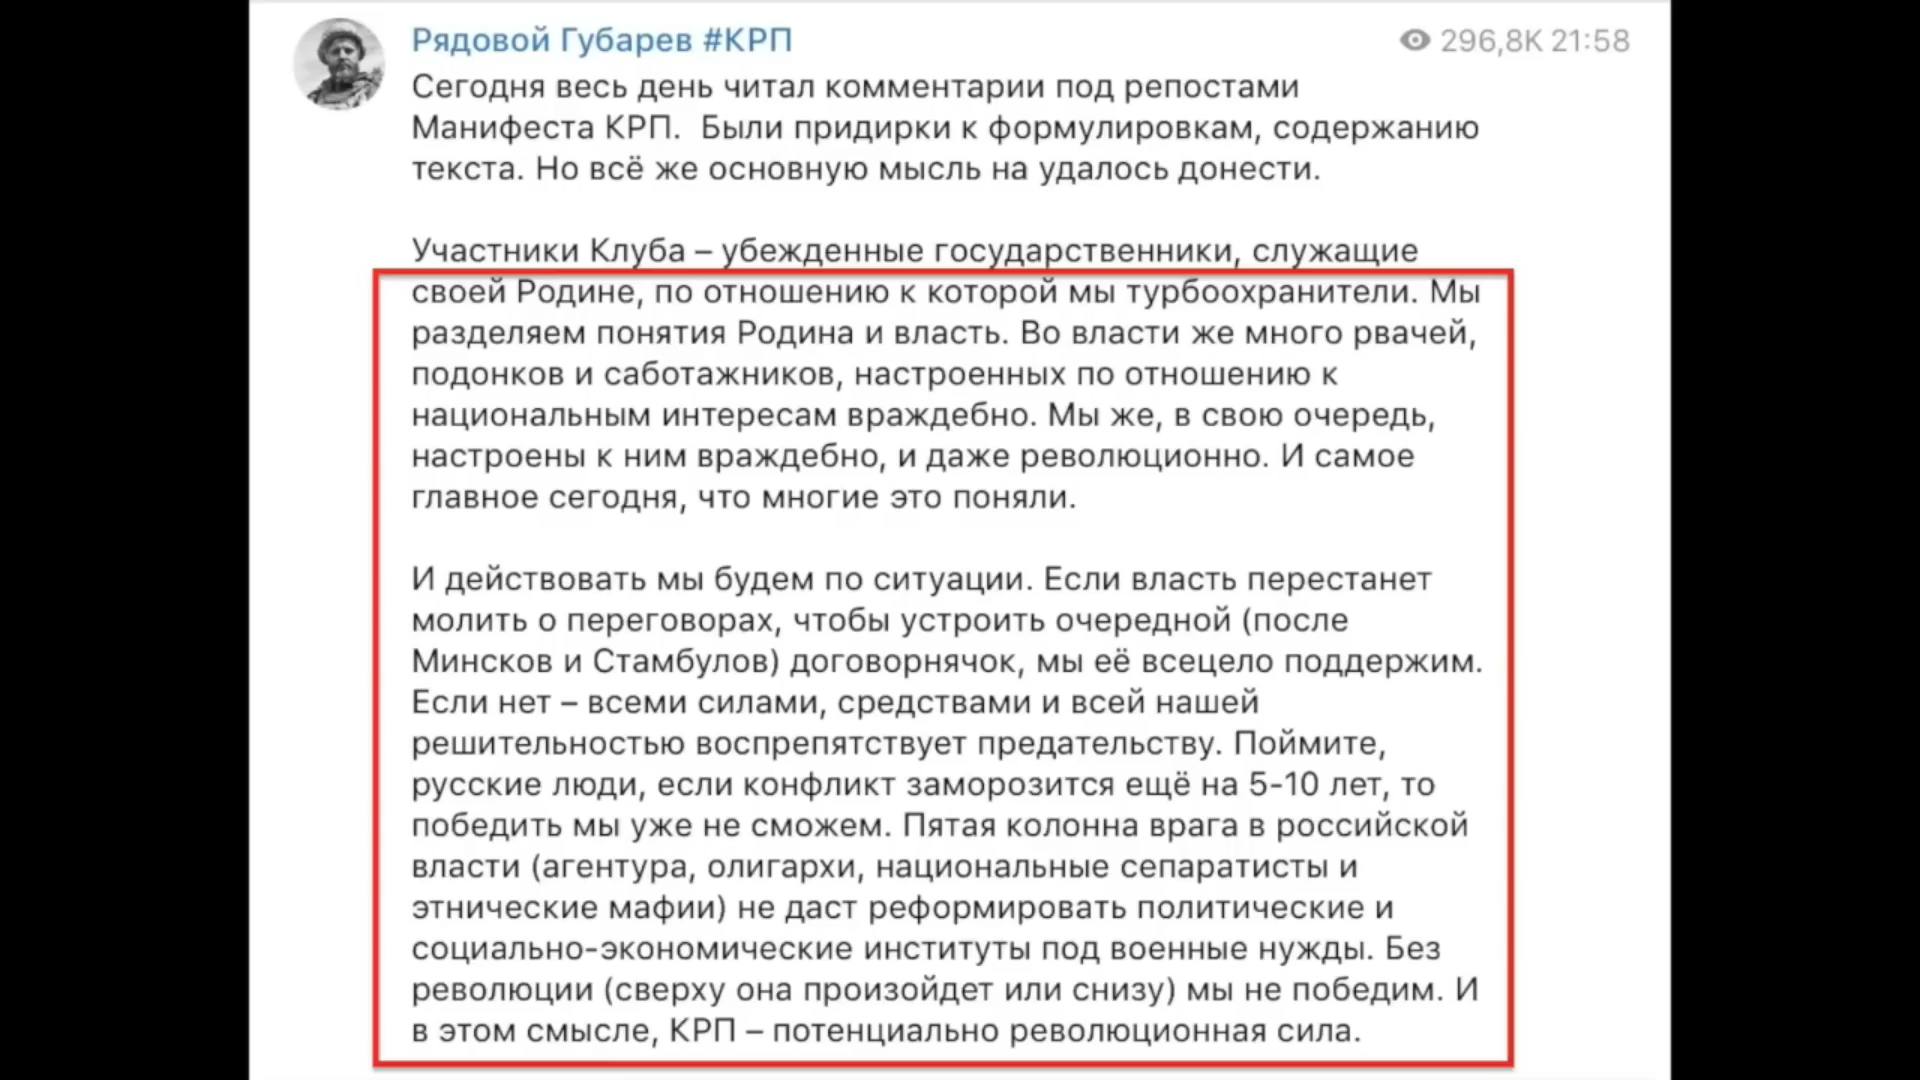 Рядовой Губарев #КРП
296,8K 21:58
Сегодня весь день читал комментарии под репостами
Манифеста КРП. Были придирки к формулировкам, содержанию
текста. Но всё же основную мысль на удалось донести.
Участники Клуба – убежденные государственники, служащие
своей Родине, по отношению к которой мы турбоохранители. Мы
разделяем понятия Родина и власть. Во власти же много рвачей,
подонков и саботажников, настроенных по отношению к
национальным интересам враждебно. Мы же, в свою очередь,
настроены к ним враждебно, и даже революционно. И самое
главное сегодня, что многие это поняли.
И действовать мы будем по ситуации. Если власть перестанет
молить о переговорах, чтобы устроить очередной (после
Минсков и Стамбулов) договорнячок, мы её всецело поддержим.
Если нет – всеми силами, средствами и всей нашей
решительностью воспрепятствует предательству. Поймите,
русские люди, если конфликт заморозится ещё на 5-10 лет, то
победить мы уже не сможем. Пятая колонна врага в российской
власти (агентура, олигархи, национальные сепаратисты и
этнические мафии) не даст реформировать политические и
социально-экономические институты под военные нужды. Без
революции (сверху она произойдет или снизу) мы не победим. И
в этом смысле, КРП – потенциально революционная сила.